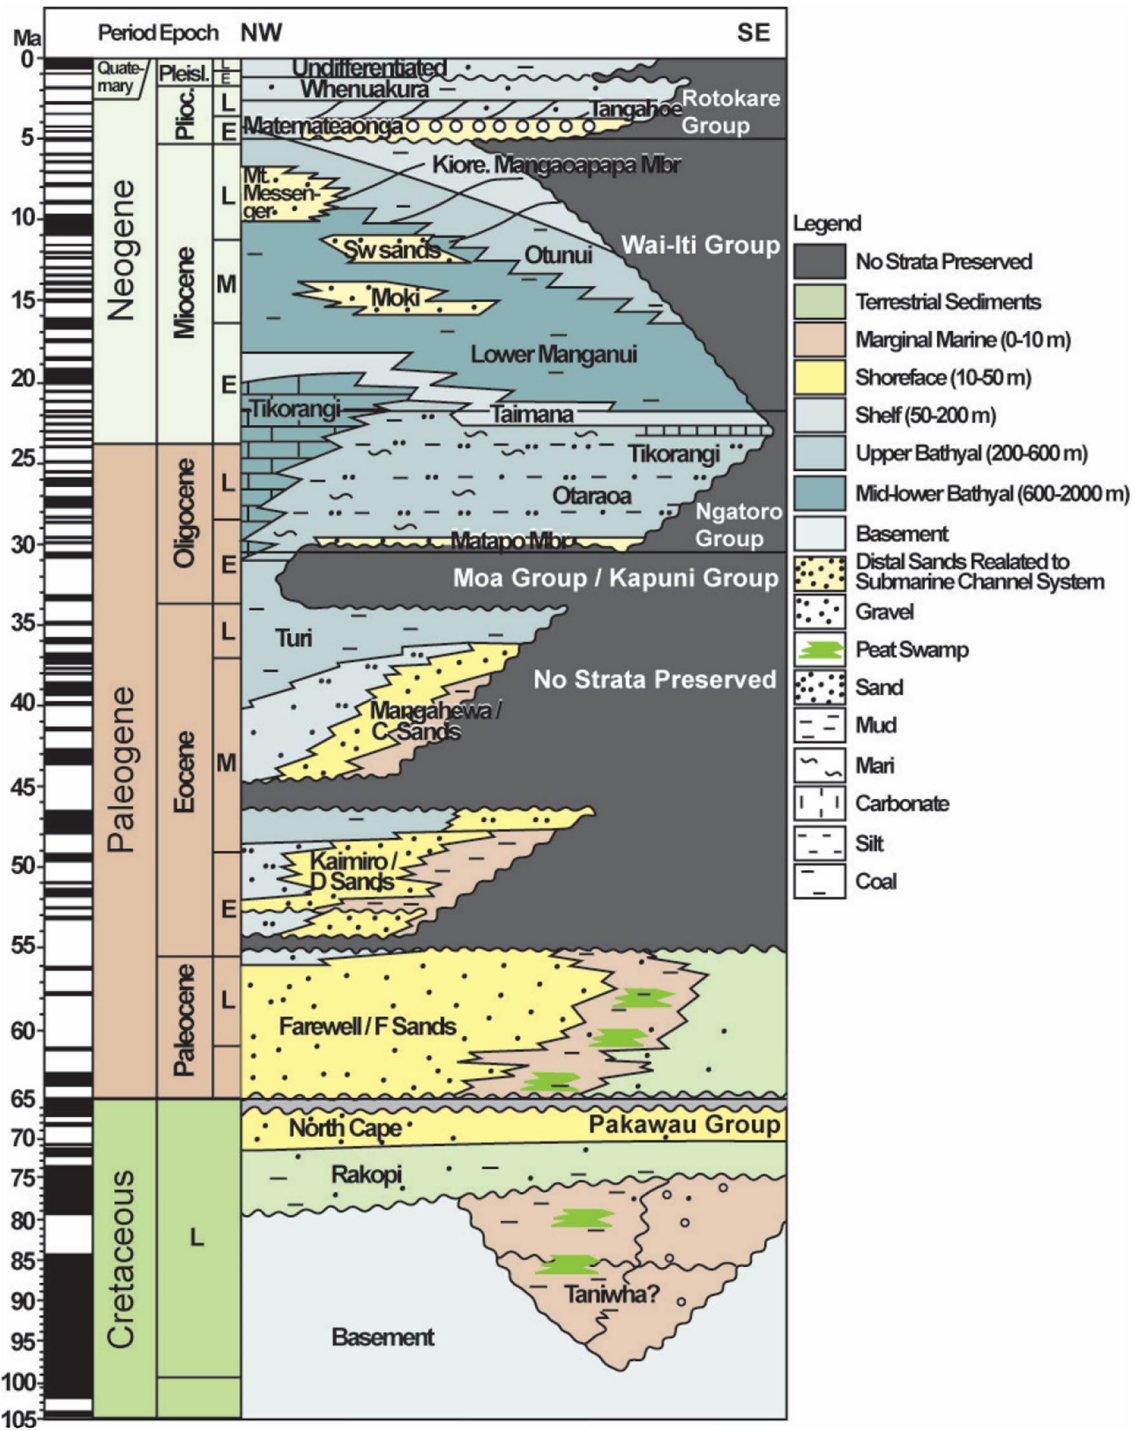 Ma Period Epoch NW SE
0
5
10
15
20
25
30
35
40
45
50
55
60
65
70
75
80
85
90
95
100
105
Quate-
mary
Neogene
Paleogene
Cretaceous
Pleisl.
Plioc.
Miocene
Oligocene
Eocene
Paleocene
L
E
L
E
L
M
E
L
E
L
M
E
L
L
Undifferentiated
Whenuakura
Tangahoe
Rotokare
Group
Matemateaonga
Kiore. Mangaoapapa Mbr
Mt.
Messen-
ger
Wai-Iti Group
Sw sands
Otunui
Moki
Lower Manganui
Tikorangi
Taimana
Tikorangi
Otaraoa
Ngatoro
Group
Matapo Mbr
Moa Group / Kapuni Group
Turi
No Strata Preserved
Mangahewa /
C Sands
Kaimiro /
D Sands
Farewell / F Sands
North Cape
Pakawau Group
Rakopi
Taniwha?
Basement
Legend
No Strata Preserved
Terrestrial Sediments
Marginal Marine (0-10 m)
Shoreface (10-50 m)
Shelf (50-200 m)
Upper Bathyal (200-600 m)
Mid-lower Bathyal (600-2000 m)
Basement
Distal Sands Realated to
Submarine Channel System
Gravel
Peat Swamp
Sand
Mud
Mari
Carbonate
Silt
Coal